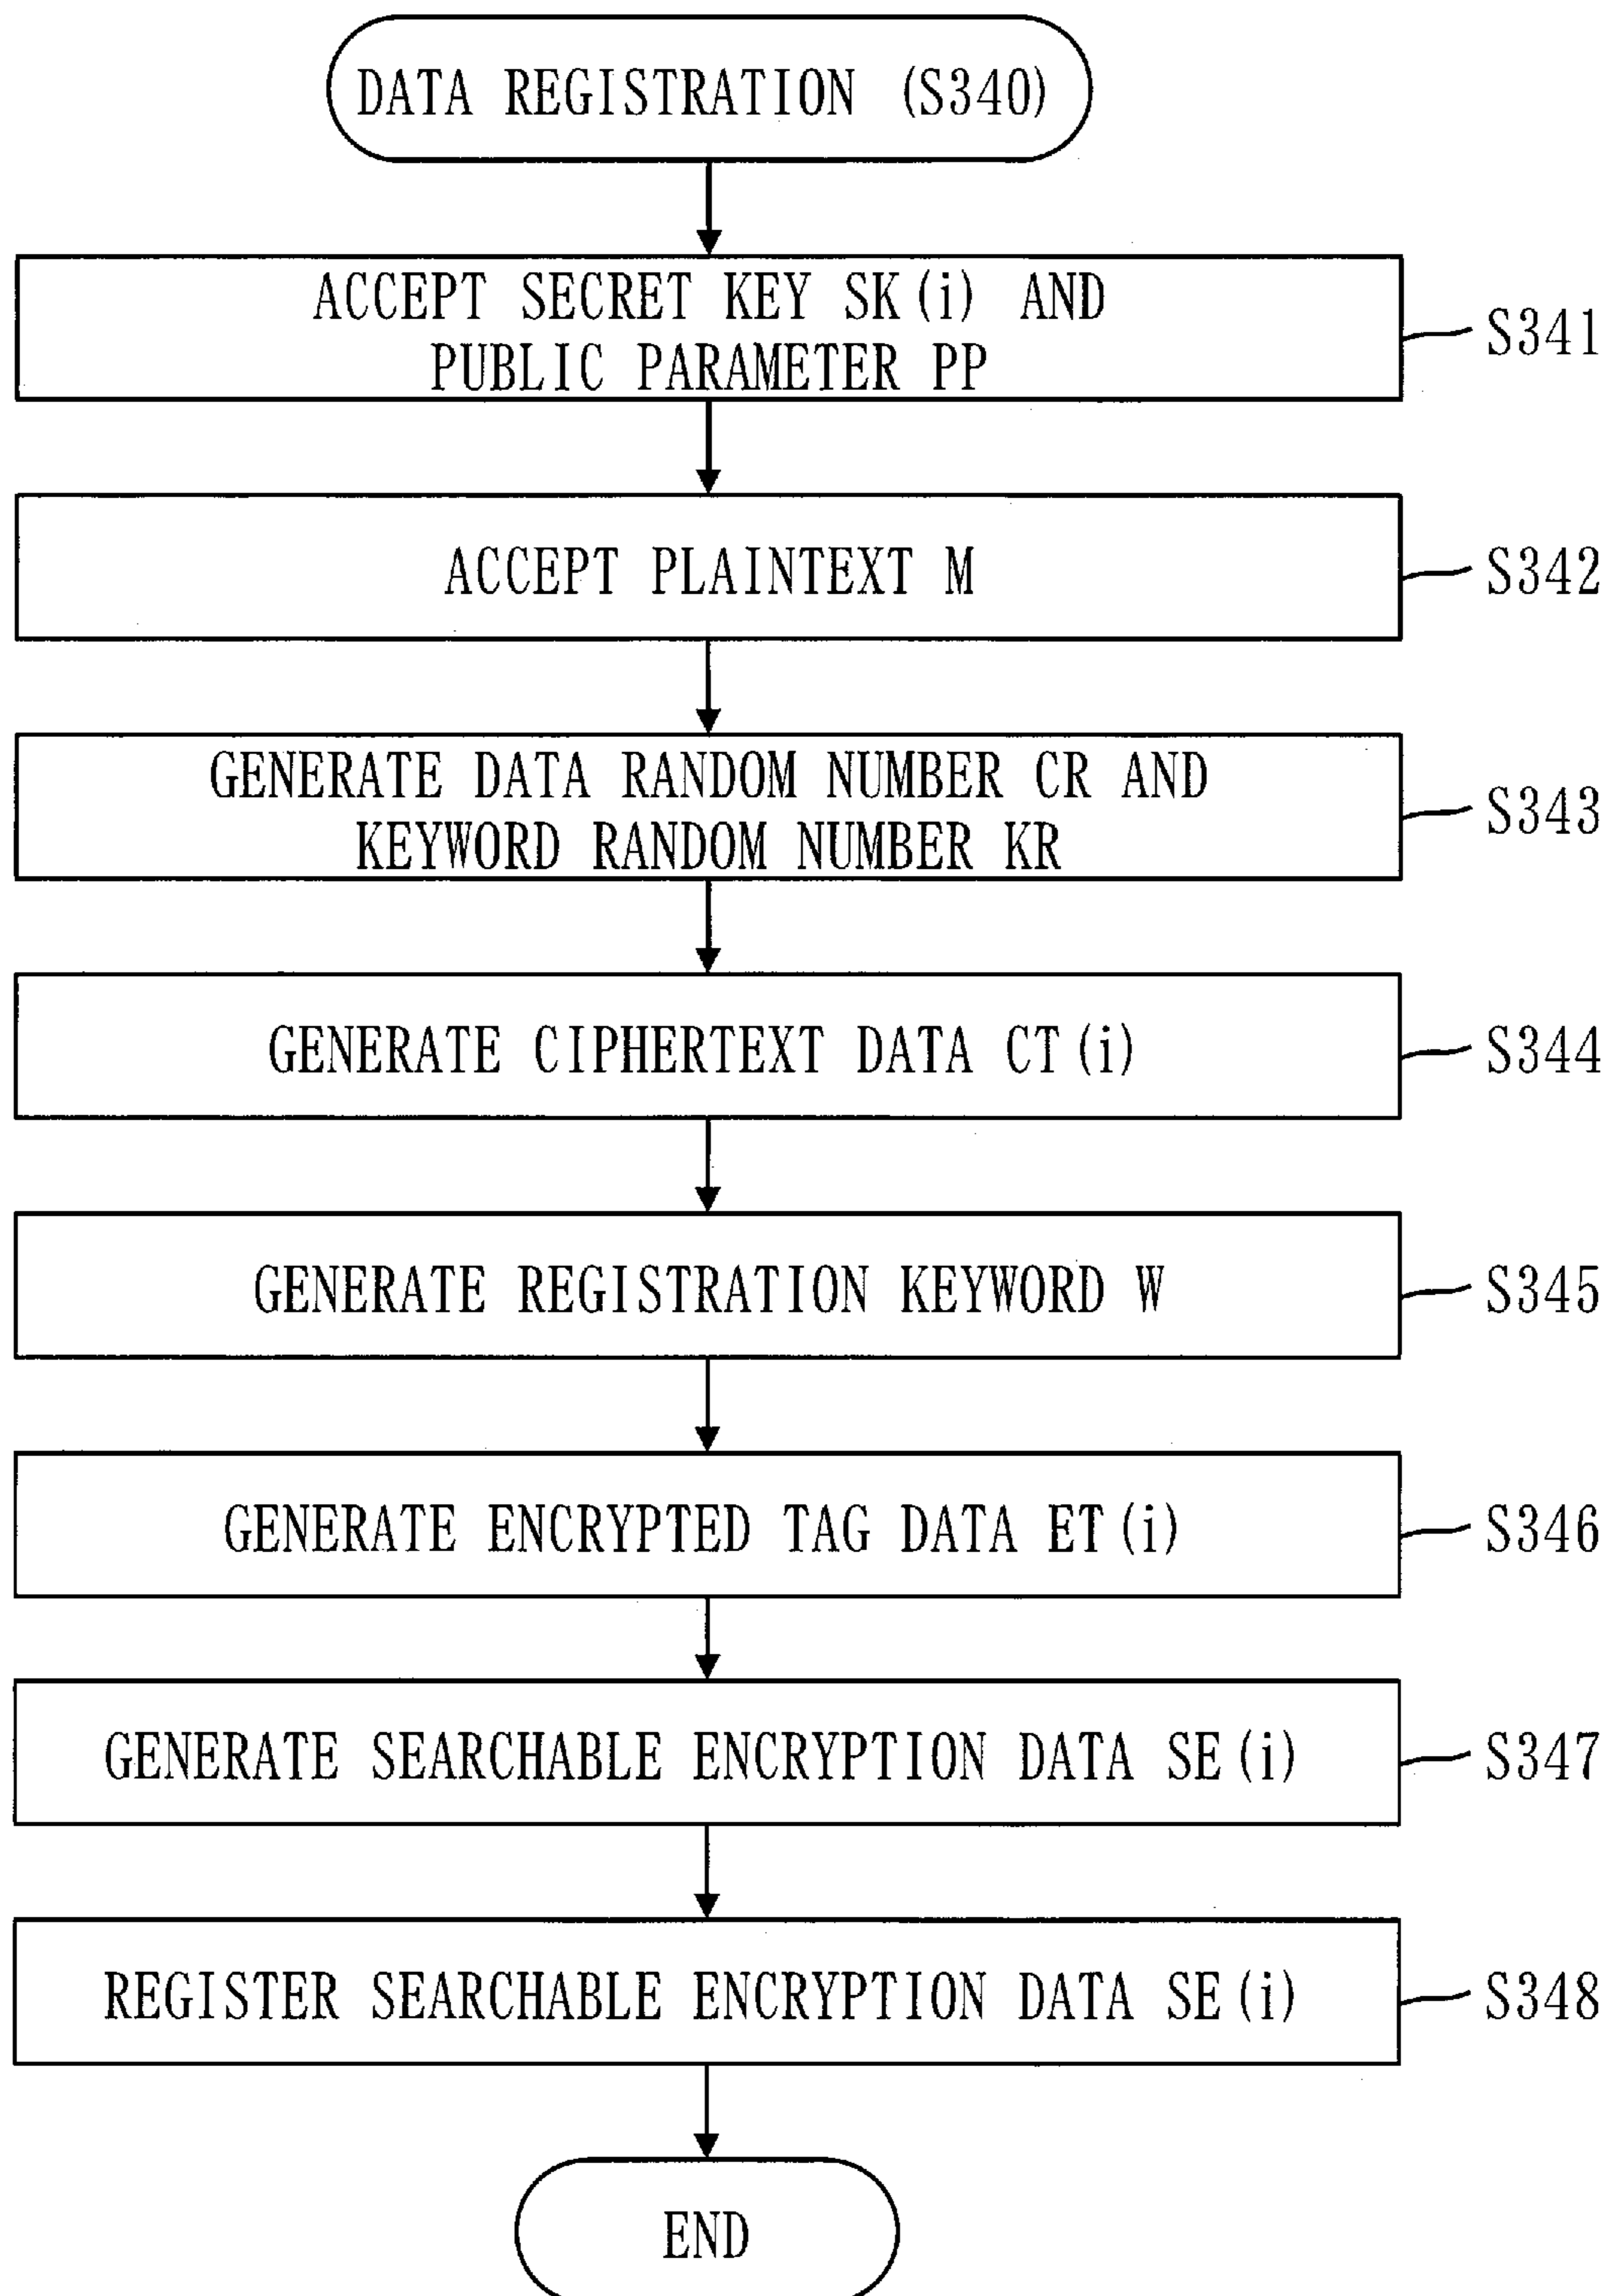 DATA REGISTRATION (S340)
ACCEPT SECRET KEY SK(i) AND
PUBLIC PARAMETER PP
S341
ACCEPT PLAINTEXT M
S342
GENERATE DATA RANDOM NUMBER CR AND
KEYWORD RANDOM NUMBER KR
S343
GENERATE CIPHERTEXT DATA CT(i)
S344
GENERATE REGISTRATION KEYWORD W
S345
GENERATE ENCRYPTED TAG DATA ET(i)
S346
GENERATE SEARCHABLE ENCRYPTION DATA SE(i)
S347
REGISTER SEARCHABLE ENCRYPTION DATA SE(i)
S348
END